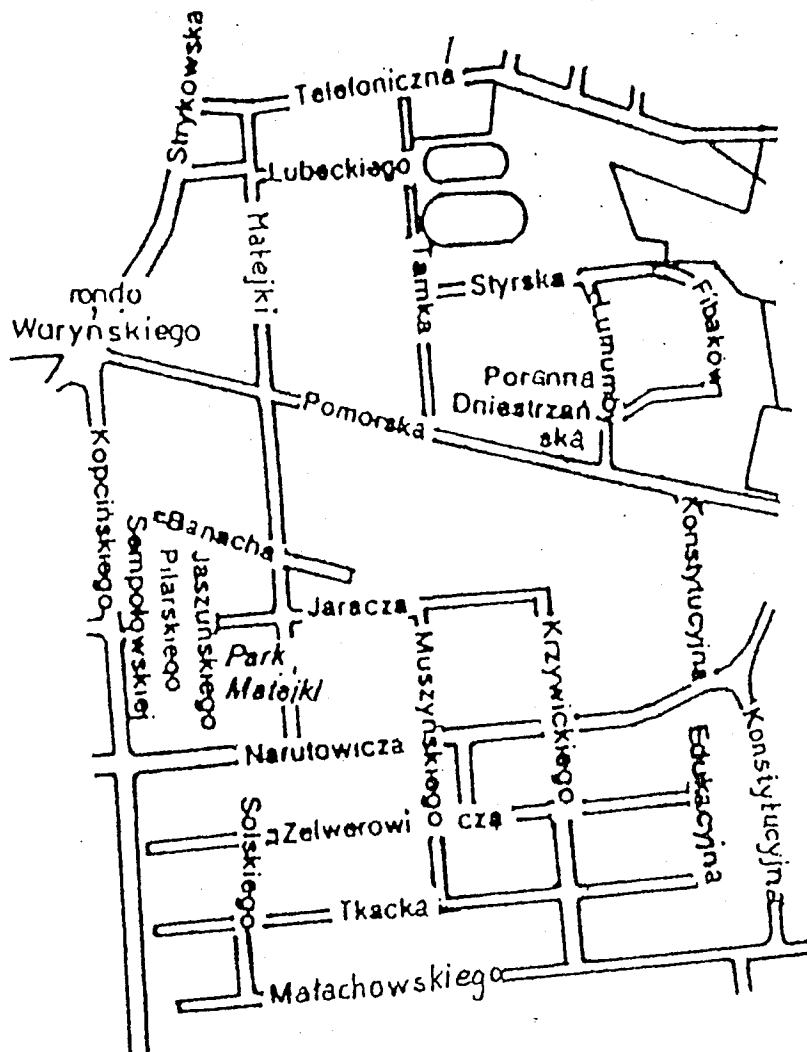 Strykowska
Telefoniczna
Lubeckiego
Matejki
Tamka
Styrska
Lumumby
Fibaków
rondo
Waryńskiego
Poranna
Dniestrzań
ska
Pomorska
Kopcińskiego
Banacha
Sempołowskiej
Pilarskiego
Jaszuńskiego
Konstytucyjna
Jaracza
Park
Matejki
Muszyńskiego
Krzywickiego
Narutowicza
Edukacyjna
Konstytucyjna
Solskiego
Zelwerowi cza
Tkacka
Małachowskiego